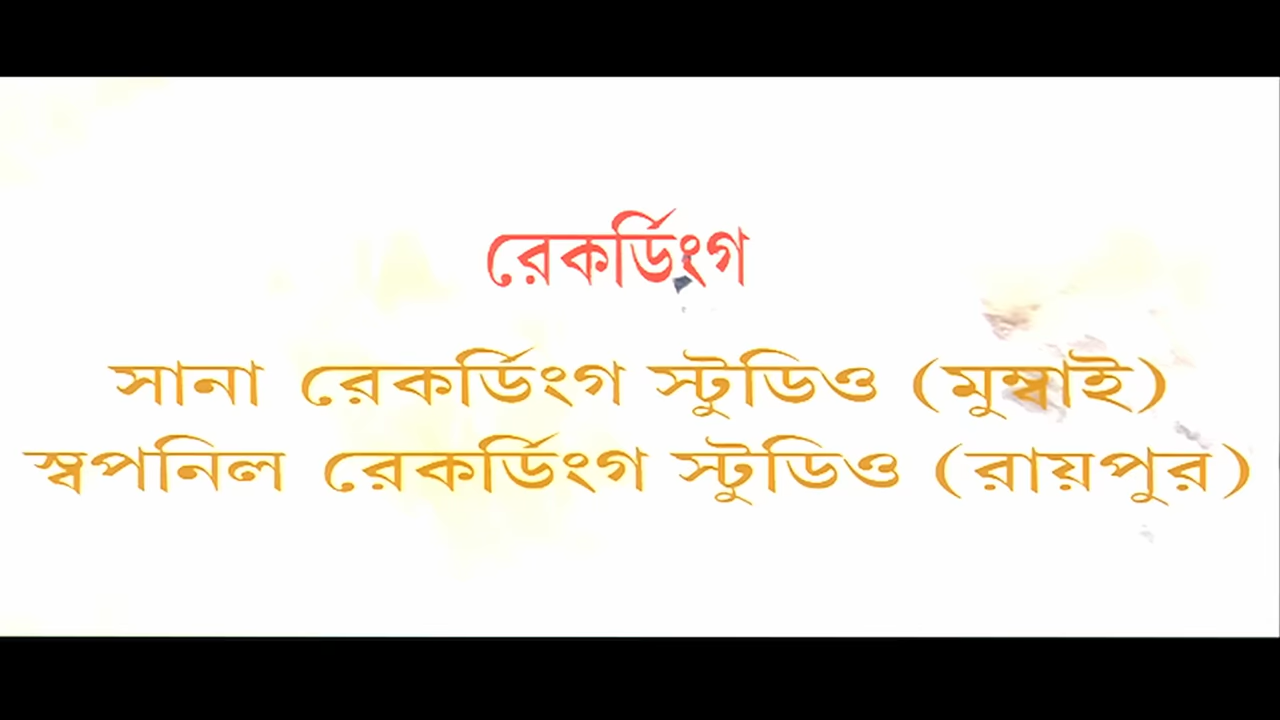 রেকর্ডিংগ
সানা রেকর্ডিংগ স্টুডিও (মুম্বাই)
স্বপনিল রেকর্ডিংগ স্টুডিও (রায়পুর)